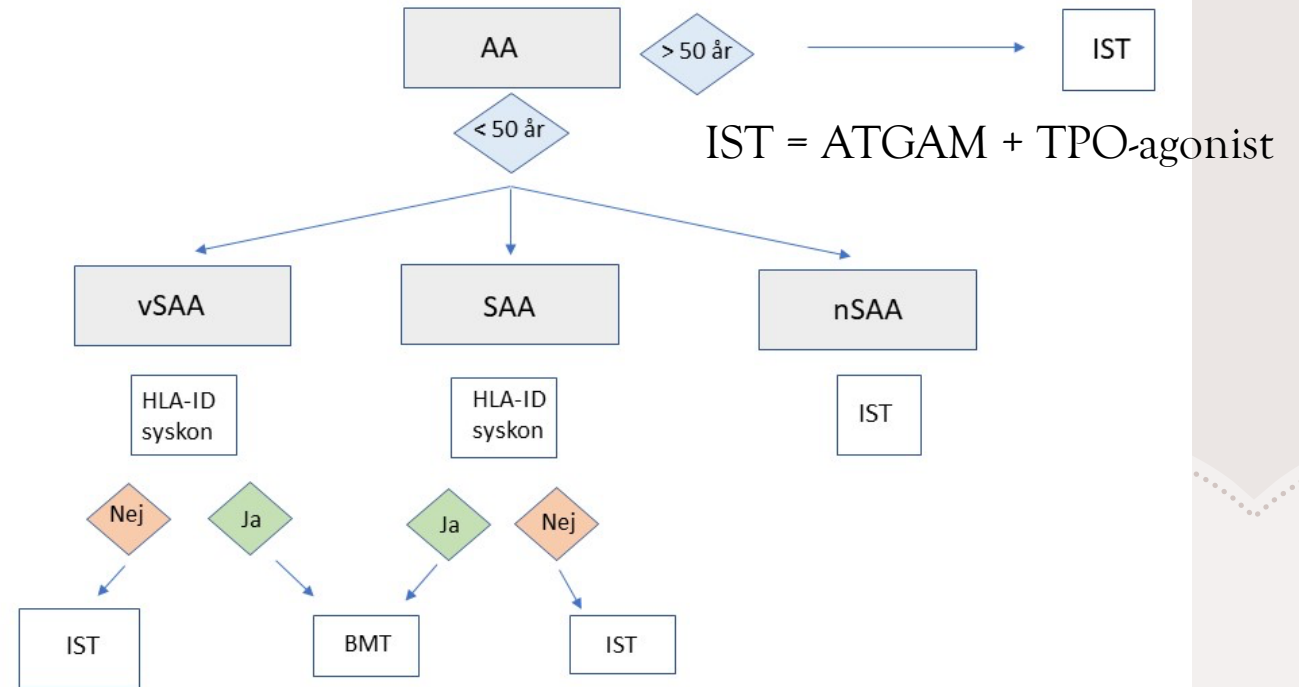 AA
> 50 år
IST
< 50 år
IST = ATGAM + TPO-agonist
vSAA
SAA
nSAA
HLA-ID
syskon
HLA-ID
syskon
IST
Nej
Ja
Ja
Nej
IST
BMT
IST